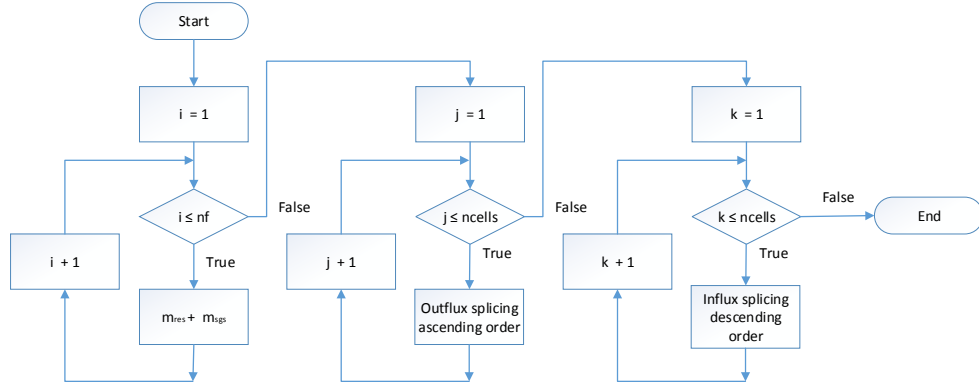 Start
i = 1
i ≤ nf
False
True
i + 1
mres + msgs
j = 1
j ≤ ncells
False
True
j + 1
Outflux splicing
ascending order
k = 1
k ≤ ncells
False
True
k + 1
Influx splicing
descending
order
End